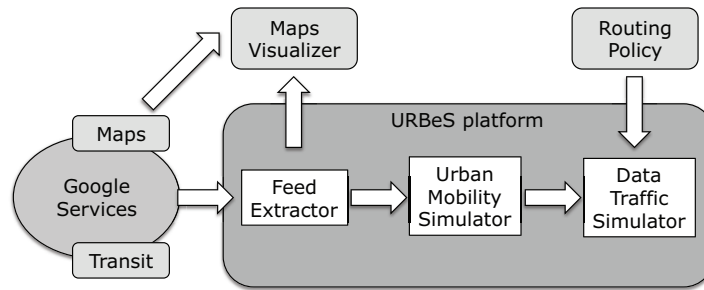 Maps
Visualizer
Routing
Policy
URBeS platform
Maps
Google
Services
Transit
Feed
Extractor
Urban
Mobility
Simulator
Data
Traffic
Simulator